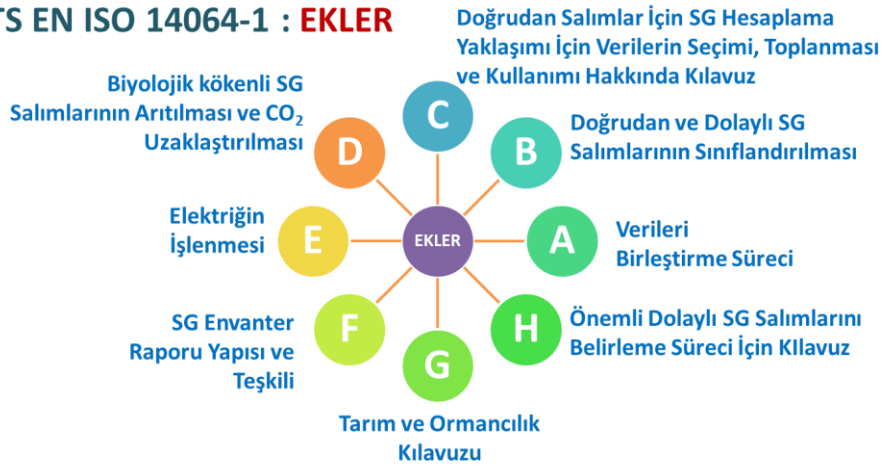 TS EN ISO 14064-1 : EKLER
Doğrudan Salımlar İçin SG Hesaplama
Yaklaşımı İçin Verilerin Seçimi, Toplanması
ve Kullanımı Hakkında Kılavuz
C
Biyolojik kökenli SG
Salımlarının Arıtılması ve CO₂
Uzaklaştırılması
D
B
Doğrudan ve Dolaylı SG
Salımlarının Sınıflandırılması
Elektriğin
İşlenmesi
E
EKLER
A
Verileri
Birleştirme Süreci
SG Envanter
Raporu Yapısı ve
Teşkili
F
H
Önemli Dolaylı SG Salımlarını
Belirleme Süreci İçin KIlavuz
G
Tarım ve Ormancılık
Kılavuzu